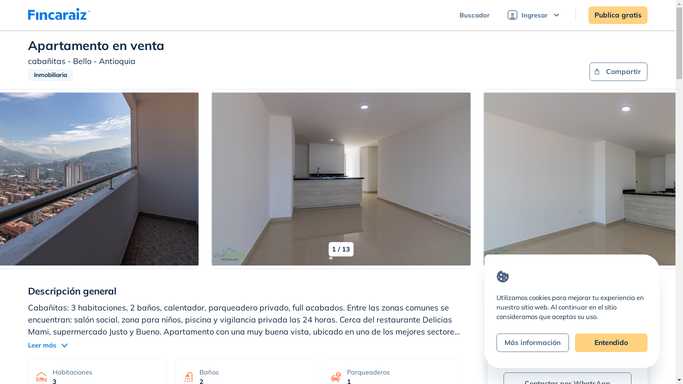 Fincaraiz
Buscador
Ingresar
Publica gratis
Apartamento en venta
cabañitas - Bello - Antioquia
Inmobiliaria
Compartir
1 / 13
Descripción general
Cabañitas: 3 habitaciones, 2 baños, calentador, parqueadero privado, full acabados. Entre las zonas comunes se
encuentran: salón social, zona para niños, piscina y vigilancia privada las 24 horas. Cerca del restaurante Delicias
Mami, supermercado Justo y Bueno. Apartamento con una muy buena vista, ubicado en uno de los mejores sectore...
Leer más
Habitaciones
3
Baños
2
Parqueaderos
1
Utilizamos cookies para mejorar tu experiencia en
nuestro sitio web. Al continuar en el sitio
consideramos que aceptas su uso.
Más información
Entendido
Contactar por WhatsApp